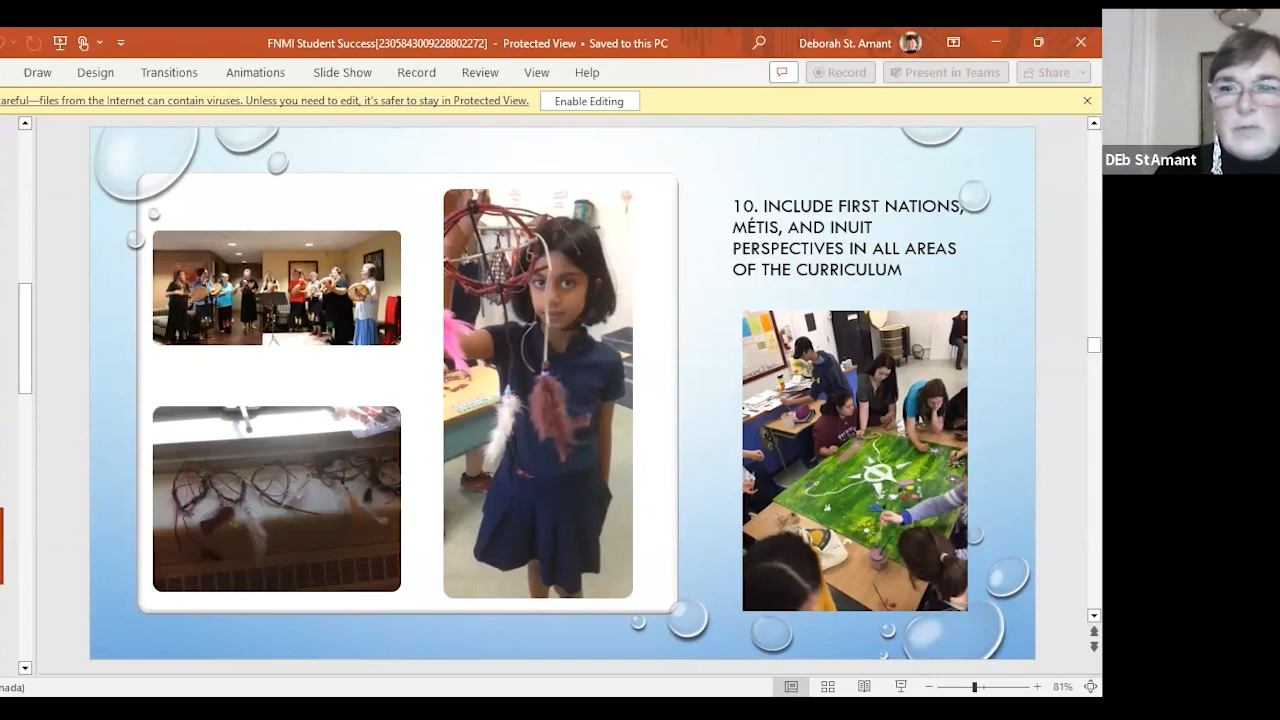 FNMI Student Success[2305843009228802272] - Protected View • Saved to this PC
Deborah St. Amant
Draw
Design
Transitions
Animations
Slide Show
Record
Review
View
Help
Record
Present in Teams
Share
careful—files from the Internet can contain viruses. Unless you need to edit, it's safer to stay in Protected View.
Enable Editing
DEb StAmant
10. INCLUDE FIRST NATIONS,
MÉTIS, AND INUIT
PERSPECTIVES IN ALL AREAS
OF THE CURRICULUM
nada)
81%